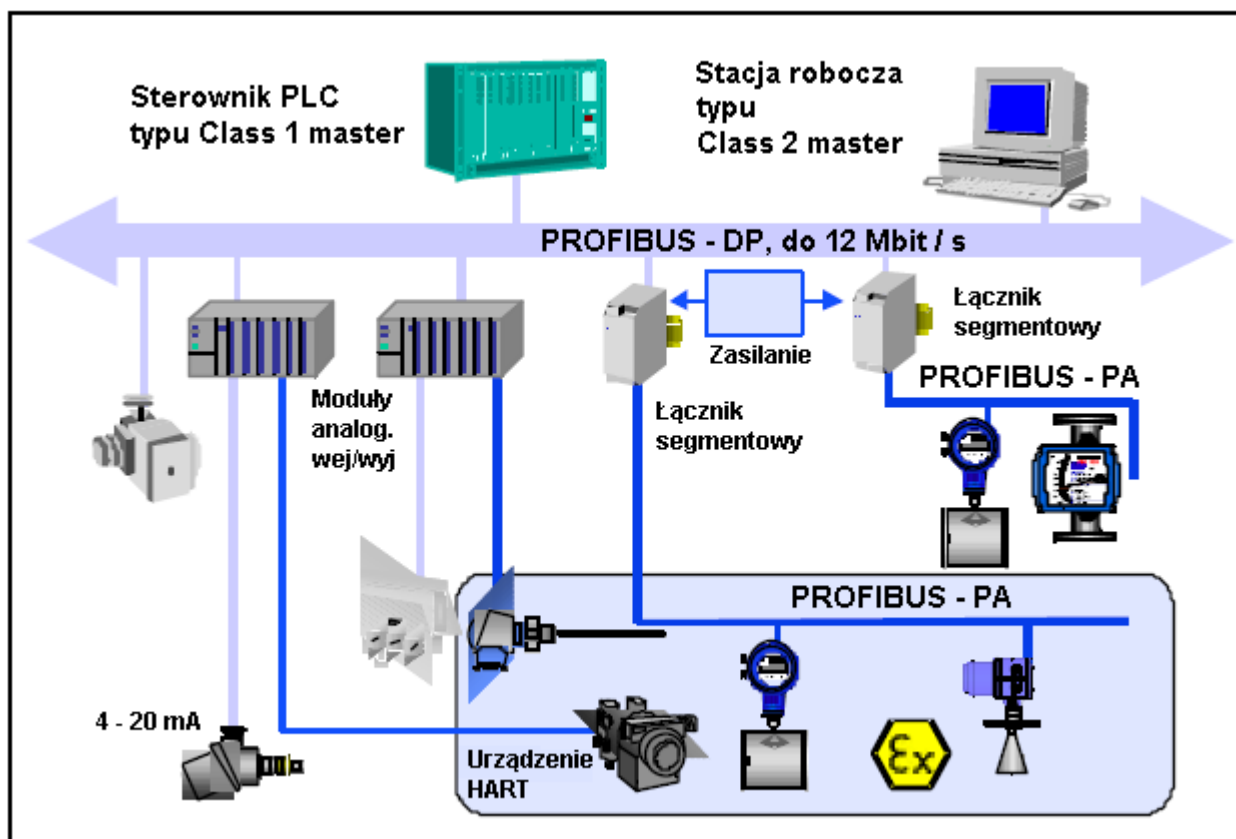 Sterownik PLC
typu Class 1 master
Stacja robocza
typu
Class 2 master
PROFIBUS - DP, do 12 Mbit / s
Łącznik
segmentowy
Zasilanie
PROFIBUS - PA
Moduły
analog.
wej/wyj
Łącznik
segmentowy
PROFIBUS - PA
4 - 20 mA
Urządzenie
HART
Ex